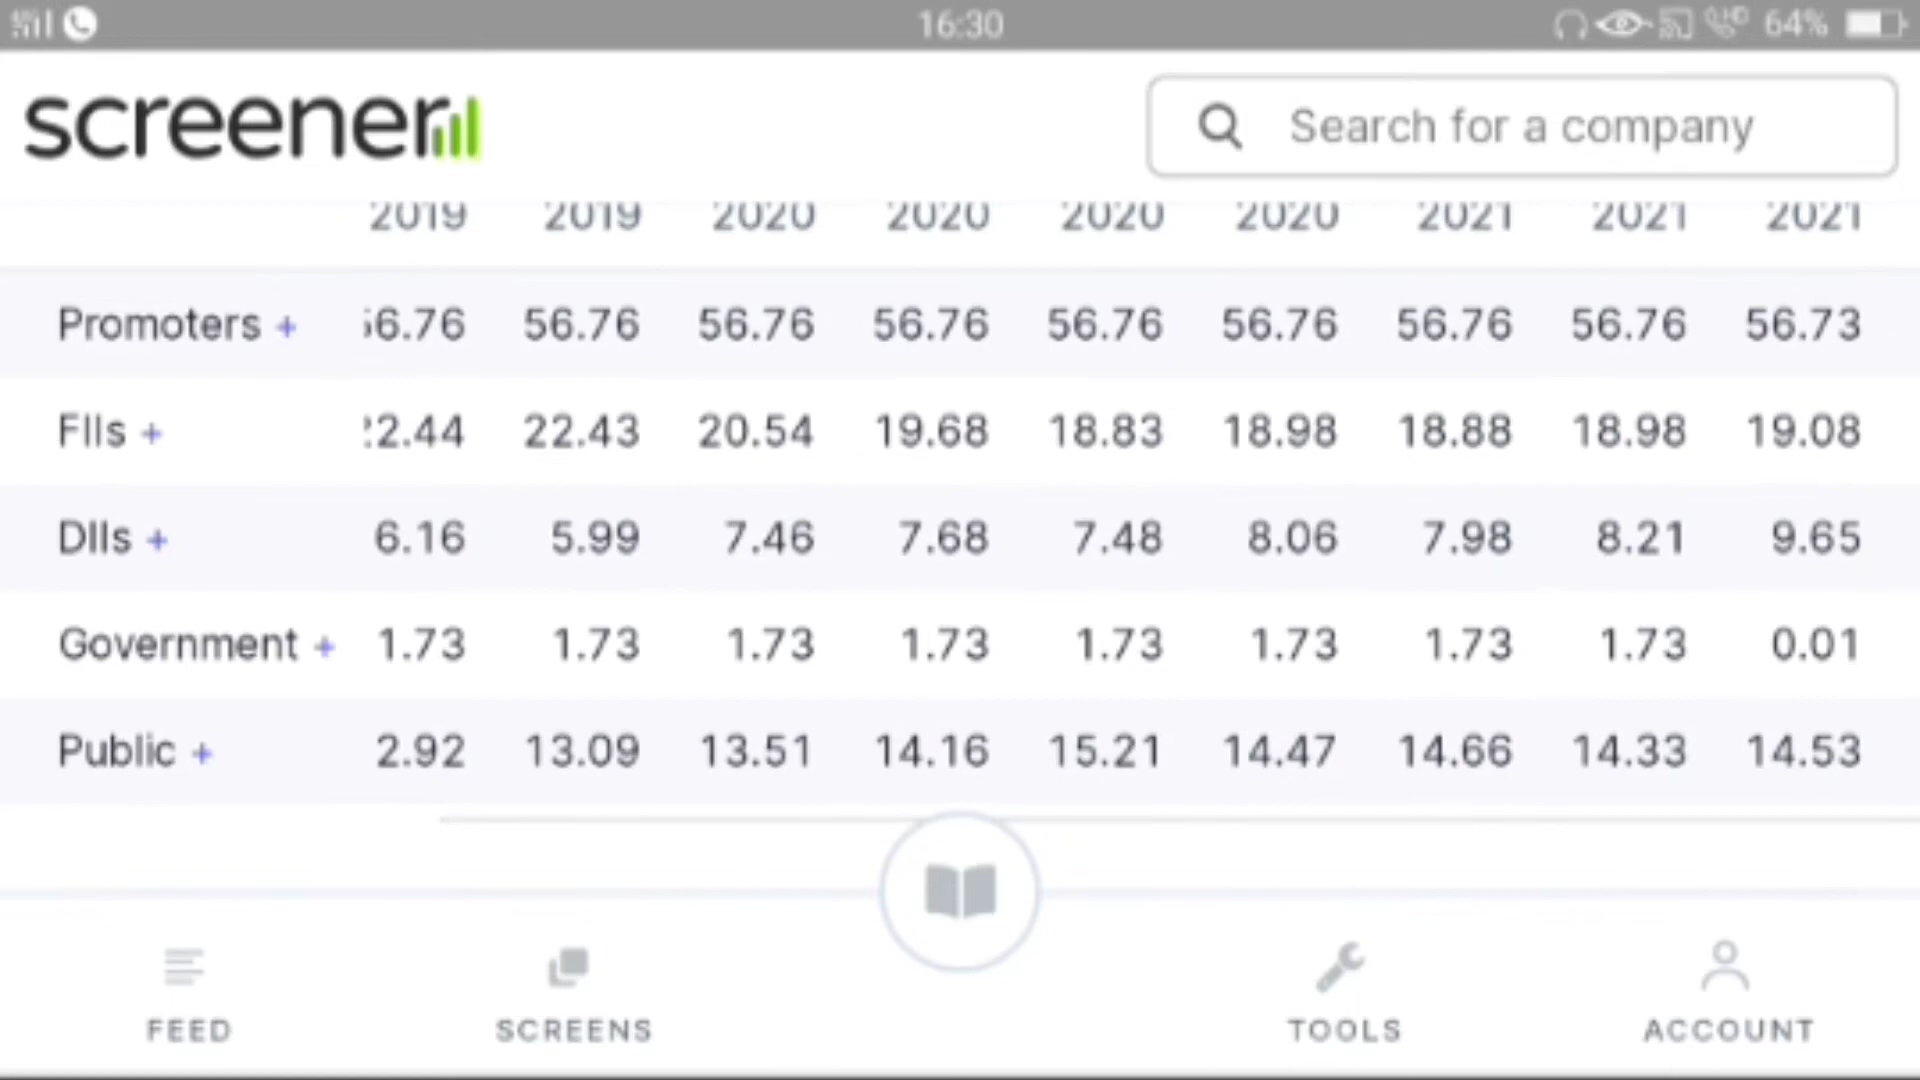 16:30 64%
screener Search for a company
2019 2019 2020 2020 2020 2020 2021 2021 2021
Promoters + 56.76 56.76 56.76 56.76 56.76 56.76 56.76 56.73
FIIs + 22.43 20.54 19.68 18.83 18.98 18.88 18.98 19.08
DIIs + 6.16 5.99 7.46 7.68 7.48 8.06 7.98 8.21 9.65
Government + 1.73 1.73 1.73 1.73 1.73 1.73 1.73 1.73 0.01
Public + 2.92 13.09 13.51 14.16 15.21 14.47 14.66 14.33 14.53
FEED SCREENS TOOLS ACCOUNT